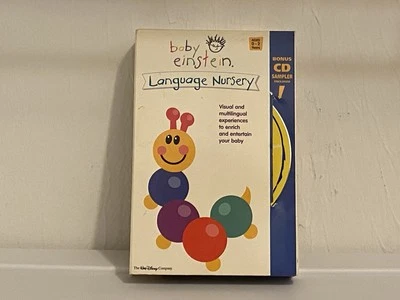 baby
einstein.
Language Nursery
Visual and
multilingual
experiences
to enrich
and entertain
your baby
BONUS
CD
SAMPLER
!
The Walt Disney Company